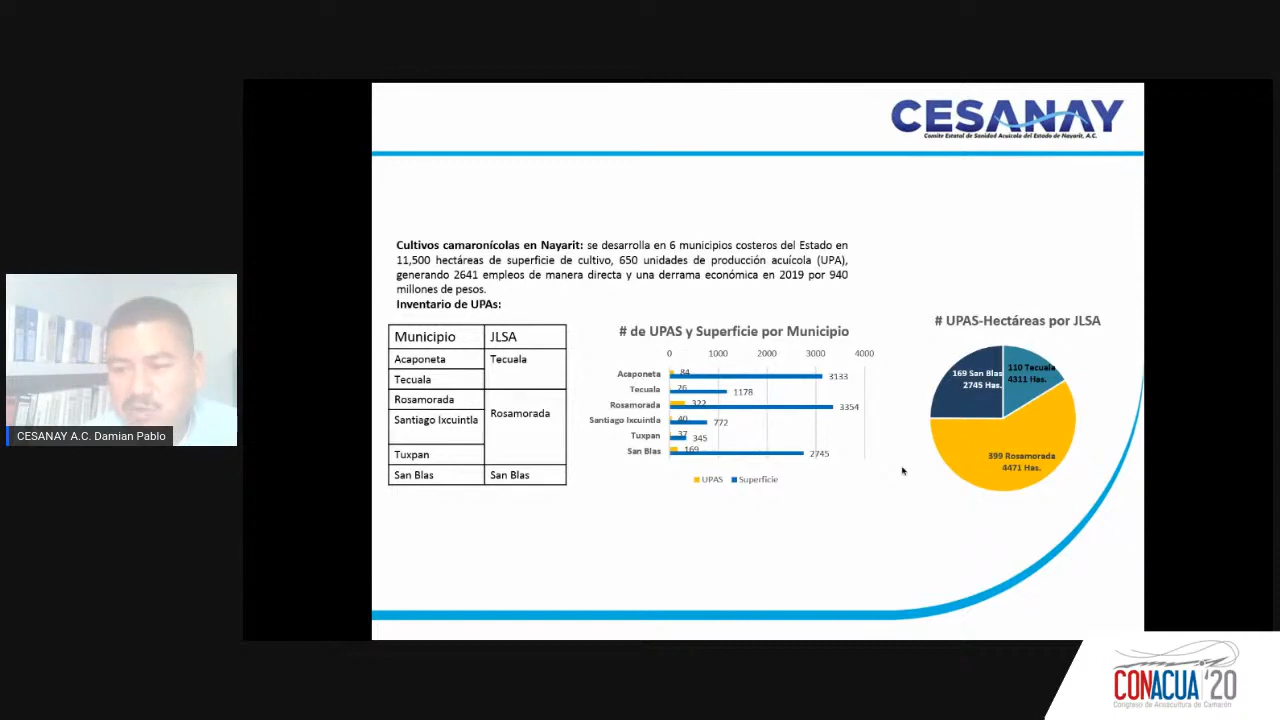 CESANAY
Comité Estatal de Sanidad Acuícola del Estado de Nayarit, A.C.
Cultivos camaronícolas en Nayarit: se desarrolla en 6 municipios costeros del Estado en
11,500 hectáreas de superficie de cultivo, 650 unidades de producción acuícola (UPA),
generando 2641 empleos de manera directa y una derrama económica en 2019 por 940
millones de pesos.
Inventario de UPAs:
Municipio JLSA
Acaponeta Tecuala
Tecuala
Rosamorada
Santiago Ixcuintla Rosamorada
Tuxpan
San Blas San Blas
# de UPAS y Superficie por Municipio
0 1000 2000 3000 4000
Acaponeta 84 3133
Tecuala 26 1178
Rosamorada 322 3354
Santiago Ixcuintla 40 772
Tuxpan 37 345
San Blas 169 2745
UPAS Superficie
# UPAS-Hectáreas por JLSA
169 San Blas
2745 Has.
110 Tecuala
4311 Has.
399 Rosamorada
4471 Has.
CESANAY A.C. Damian Pablo
CONACUA '20
Congreso de Acuacultura de Camarón